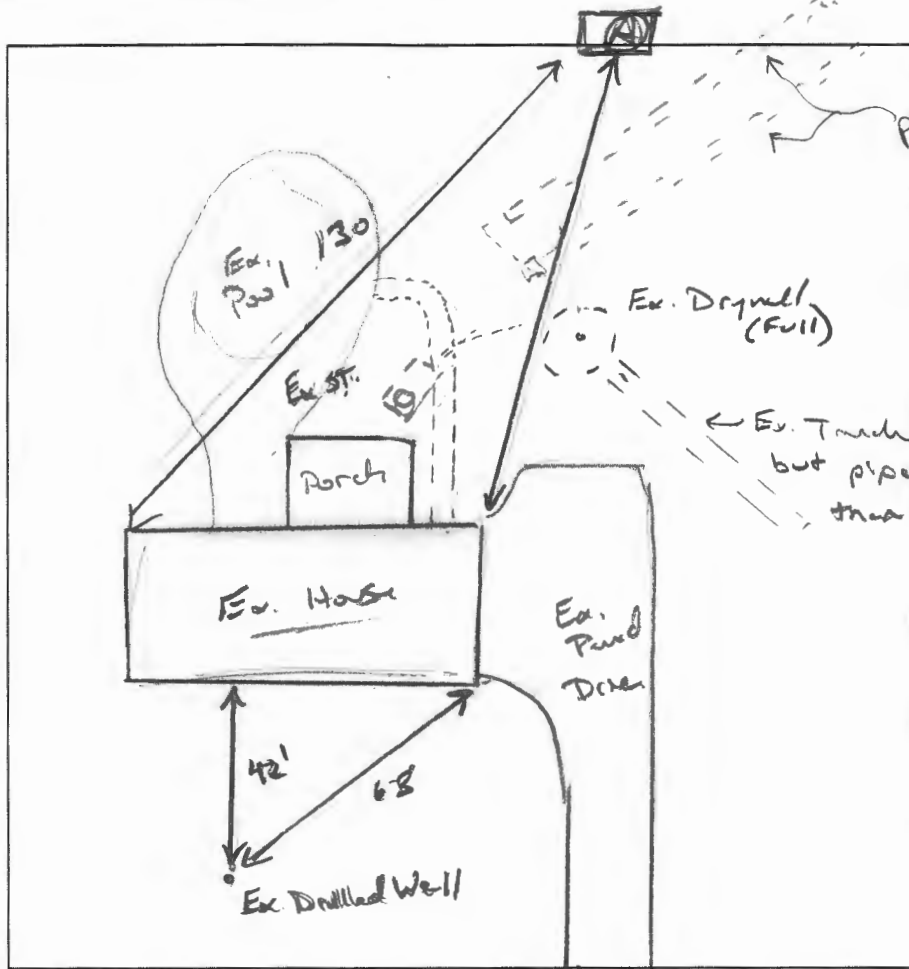 A
P
Ex.
Pool
130
Ex. Drywell
(Full)
Ex. ST.
← Ex. Trench
but pipe
Porch
Ex. House
Ex.
Paved
Drive
42'
68'
Ex. Drilled Well